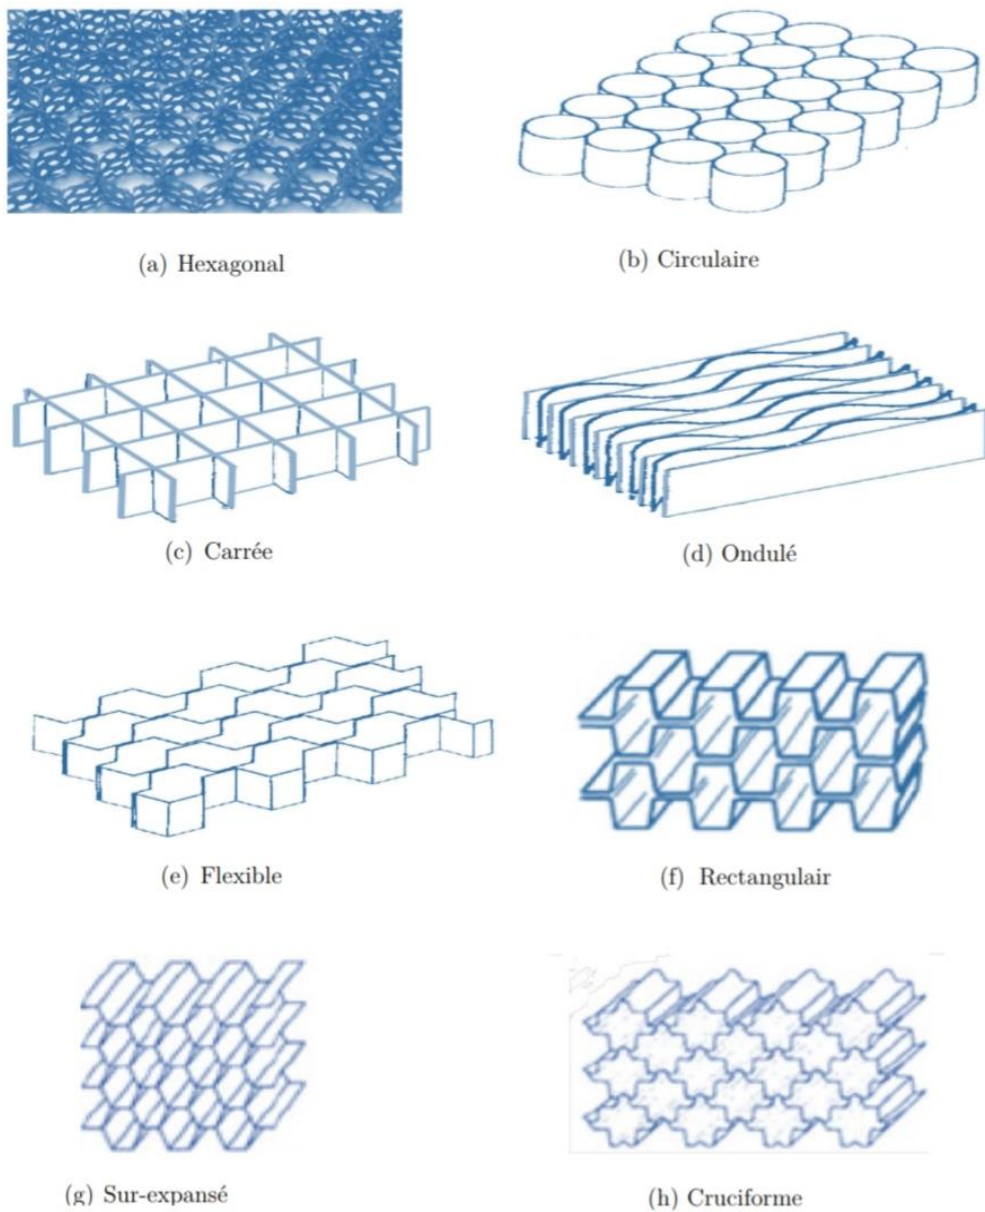 (a) Hexagonal
(b) Circulaire
(c) Carrée
(d) Ondulé
(e) Flexible
(f) Rectangulair
(g) Sur-expansé
(h) Cruciforme